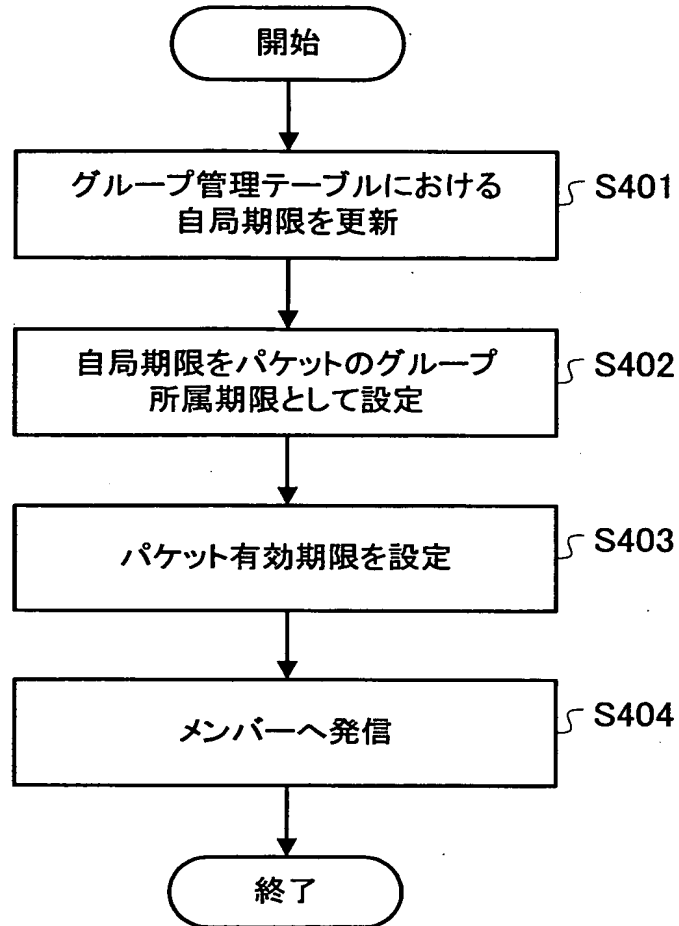 開始
グループ管理テーブルにおける
自局期限を更新
S401
自局期限をパケットのグループ
所属期限として設定
S402
パケット有効期限を設定
S403
メンバーへ発信
S404
終了